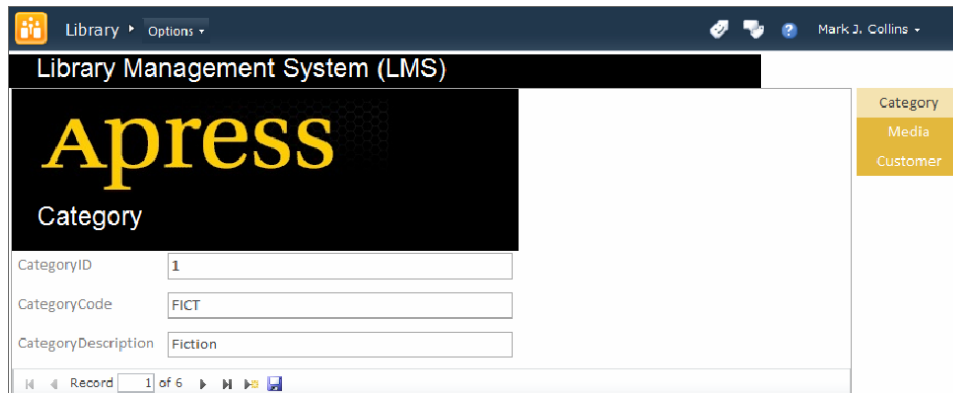 Library Options Mark J. Collins
Library Management System (LMS)
Apress
Category
Category
Media
Customer
CategoryID 1
CategoryCode FICT
CategoryDescription Fiction
Record 1 of 6